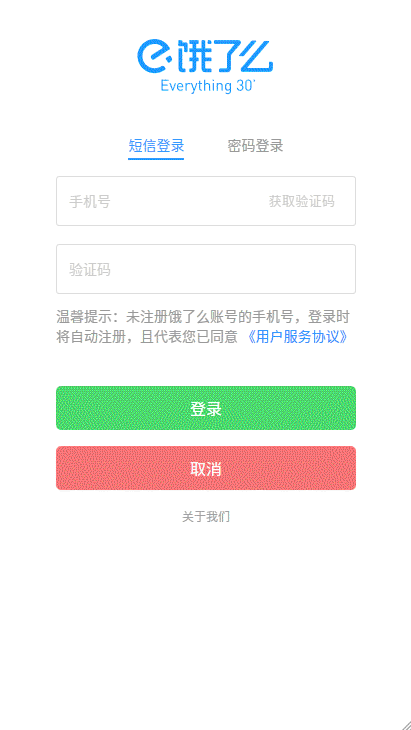 e 饿了么
Everything 30'
短信登录 密码登录
手机号 获取验证码
验证码
温馨提示：未注册饿了么账号的手机号，登录时
将自动注册，且代表您已同意 《用户服务协议》
登录
取消
关于我们